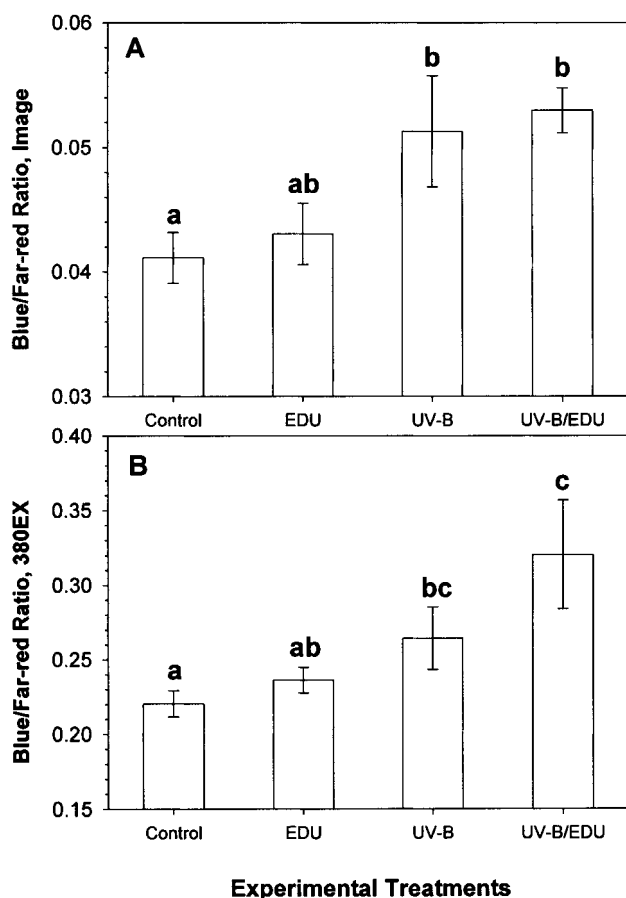 0.06
A
b
b
0.05
ab
a
0.04
0.03
Blue/Far-red Ratio, Image
Control
EDU
UV-B
UV-B/EDU
0.40
B
c
0.35
0.30
bc
ab
0.25
a
0.20
0.15
Blue/Far-red Ratio, 380EX
Control
EDU
UV-B
UV-B/EDU
Experimental Treatments